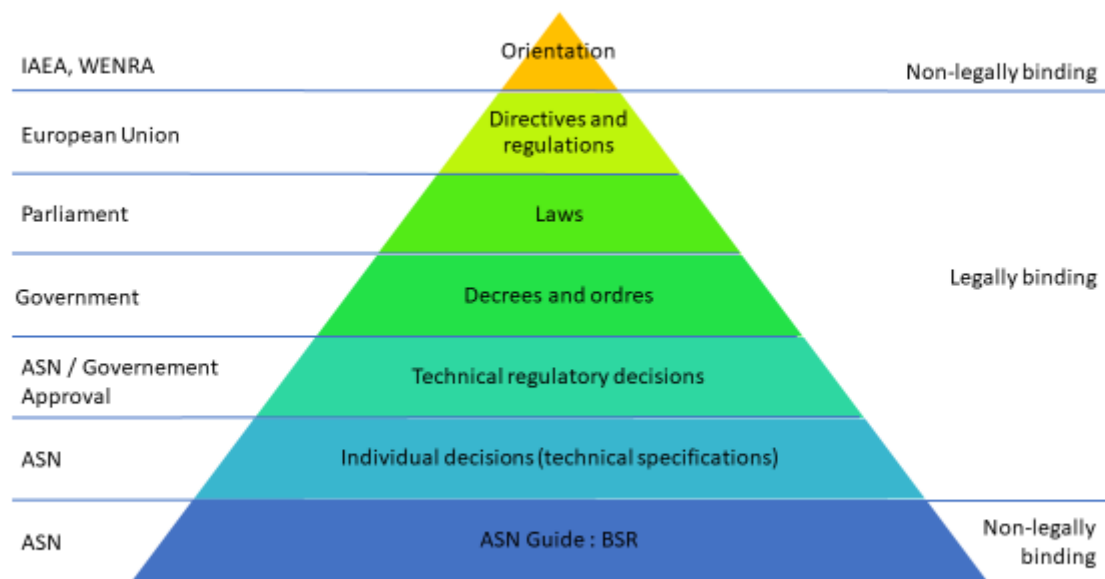 Orientation
IAEA, WENRA
Non-legally binding
Directives and
regulations
European Union
Parliament
Laws
Legally binding
Government
Decrees and ordres
ASN / Governement
Approval
Technical regulatory decisions
ASN
Individual decisions (technical specifications)
ASN
ASN Guide : BSR
Non-legally
binding